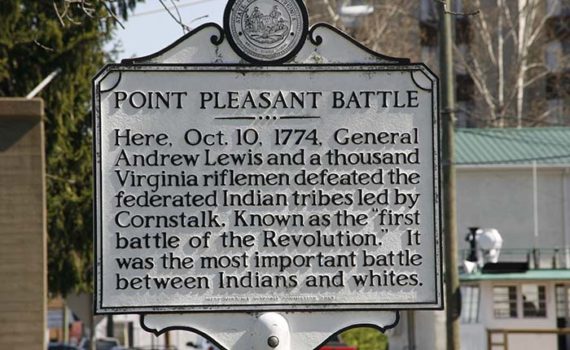 POINT PLEASANT BATTLE
Here, Oct. 10, 1774, General
Andrew Lewis and a thousand
Virginia riflemen defeated the
federated Indian tribes led by
Cornstalk. Known as the "first
battle of the Revolution." It
was the most important battle
between Indians and whites.